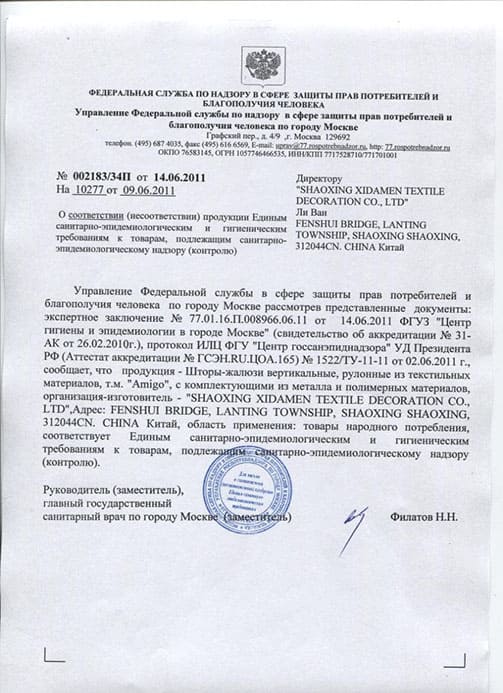 ФЕДЕРАЛЬНАЯ СЛУЖБА ПО НАДЗОРУ В СФЕРЕ ЗАЩИТЫ ПРАВ ПОТРЕБИТЕЛЕЙ И
БЛАГОПОЛУЧИЯ ЧЕЛОВЕКА
Управление Федеральной службы по надзору в сфере защиты прав потребителей и
благополучия человека по городу Москве
Графский пер., д. 4/9 ,г. Москва 129692
телефон. (495) 687 4035, факс (495) 616 6569, E-mail: uprav@77.rospotrebnadzor.ru, http: 77.rospotrebnadzor.ru
ОКПО 76583145, ОГРН 1057746466535, ИНН/КПП 7717528710/771701001
№ 002183/34П от 14.06.2011
На 10277 от 09.06.2011
О соответствии (несоответствии) продукции Единым
санитарно-эпидемиологическим и гигиеническим
требованиям к товарам, подлежащим санитарно-
эпидемиологическому надзору (контролю)
Директору
"SHAOXING XIDAMEN TEXTILE
DECORATION CO., LTD"
Ли Ван
FENSHUI BRIDGE, LANTING
TOWNSHIP, SHAOXING SHAOXING,
312044CN. CHINA Китай
Управление Федеральной службы в сфере защиты прав потребителей и
благополучия человека по городу Москве рассмотрев представленные документы:
экспертное заключение № 77.01.16.П.008966.06.11 от 14.06.2011 ФГУЗ "Центр
гигиены и эпидемиологии в городе Москве" (свидетельство об аккредитации № 31-
АК от 26.02.2010г.), протокол ИЛЦ ФГУ "Центр госсанэпиднадзора" УД Президента
РФ (Аттестат аккредитации № ГСЭН.RU.ЦОА.165) № 1522/ТУ-11-11 от 02.06.2011 г.,
сообщает, что продукция - Шторы-жалюзи вертикальные, рулонные из текстильных
материалов, т.м. "Amigo", с комплектующими из металла и полимерных материалов,
организация-изготовитель - "SHAOXING XIDAMEN TEXTILE DECORATION CO.,
LTD",Адрес: FENSHUI BRIDGE, LANTING TOWNSHIP, SHAOXING SHAOXING,
312044CN. CHINA Китай, область применения: товары народного потребления,
соответствует Единым санитарно-эпидемиологическим и гигиеническим
требованиям к товарам, подлежащим санитарно-эпидемиологическому надзору
(контролю).
Руководитель (заместитель),
главный государственный
санитарный врач по городу Москве (заместитель)
Филатов Н.Н.